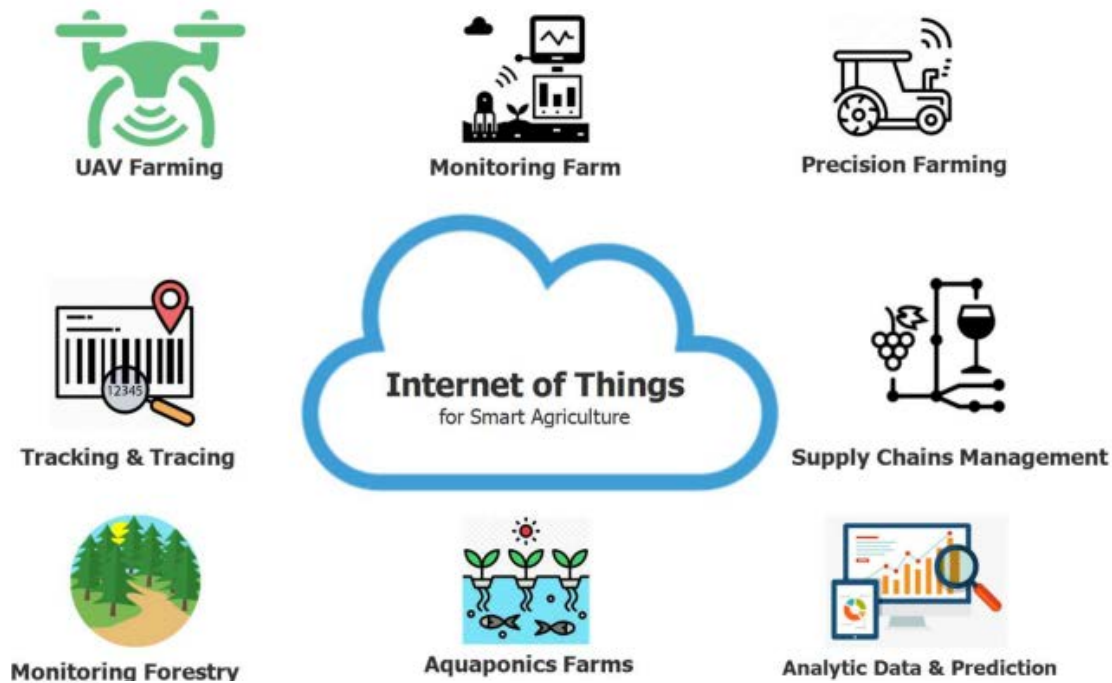 UAV Farming
Monitoring Farm
Precision Farming
Internet of Things
for Smart Agriculture
12345
Tracking & Tracing
Supply Chains Management
Monitoring Forestry
Aquaponics Farms
Analytic Data & Prediction